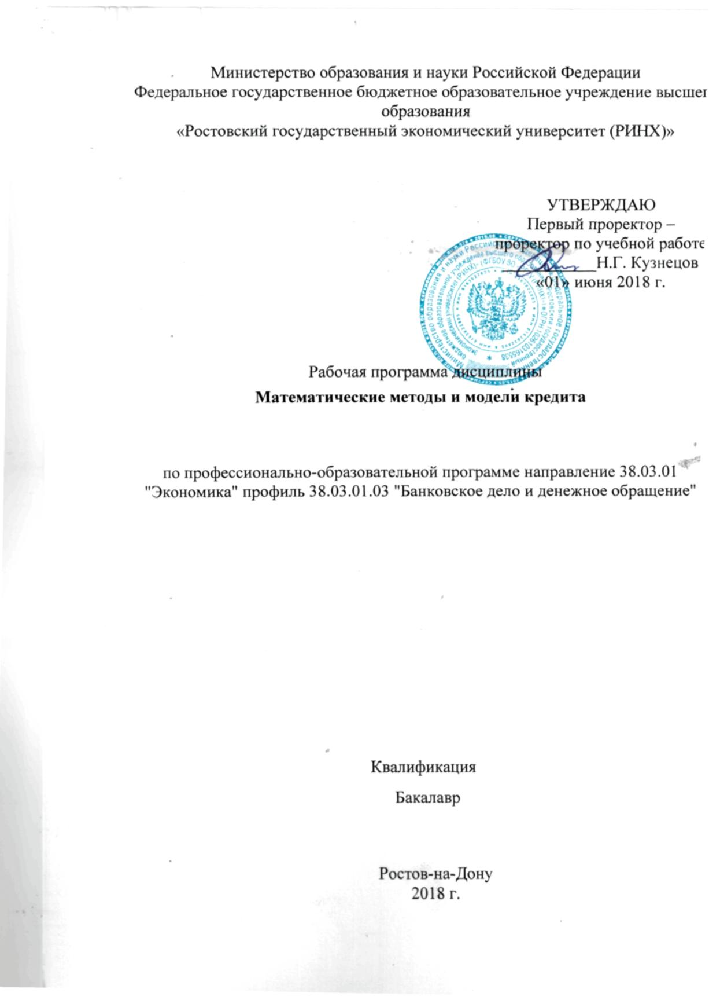 Министерство образования и науки Российской Федерации
Федеральное государственное бюджетное образовательное учреждение высшег
образования
«Ростовский государственный экономический университет (РИНХ)»
УТВЕРЖДАЮ
Первый проректор –
проректор по учебной работе
Н.Г. Кузнецов
«01» июня 2018 г.
Рабочая программа дисциплины
Математические методы и модели кредита
по профессионально-образовательной программе направление 38.03.01
"Экономика" профиль 38.03.01.03 "Банковское дело и денежное обращение"
Квалификация
Бакалавр
Ростов-на-Дону
2018 г.